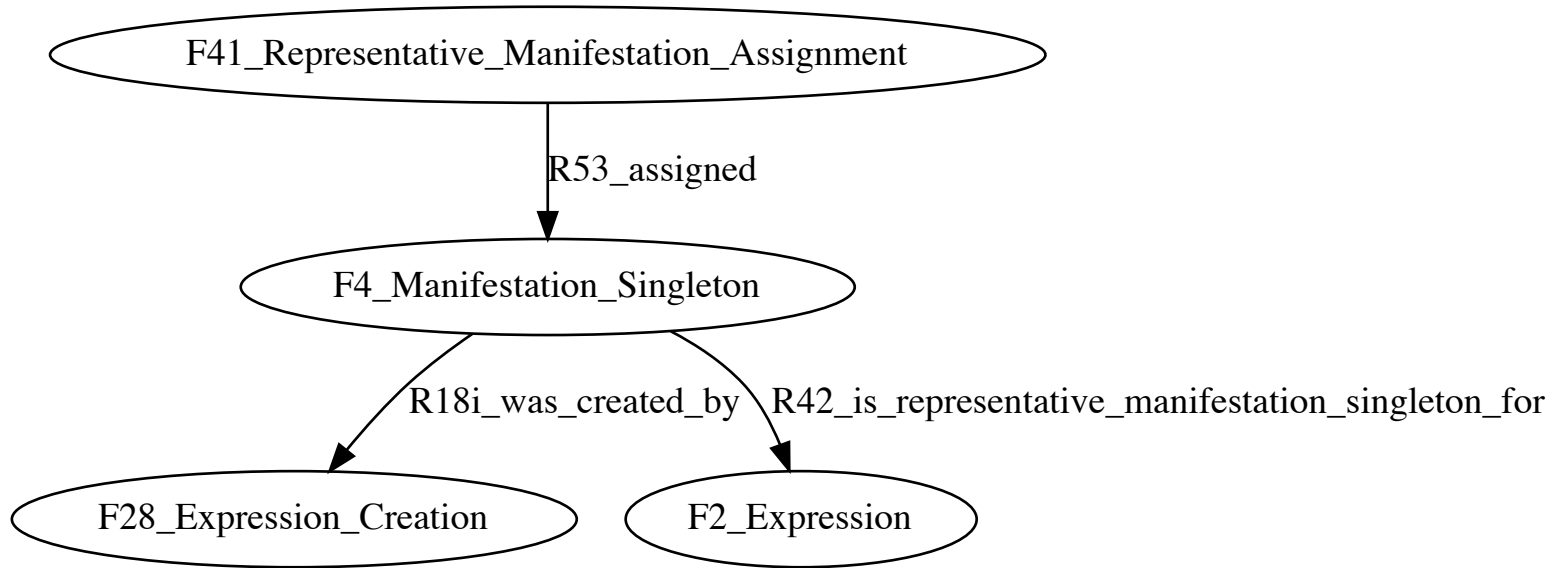 F41_Representative_Manifestation_Assignment
R53_assigned
F4_Manifestation_Singleton
R18i_was_created_by
R42_is_representative_manifestation_singleton_for
F28_Expression_Creation
F2_Expression